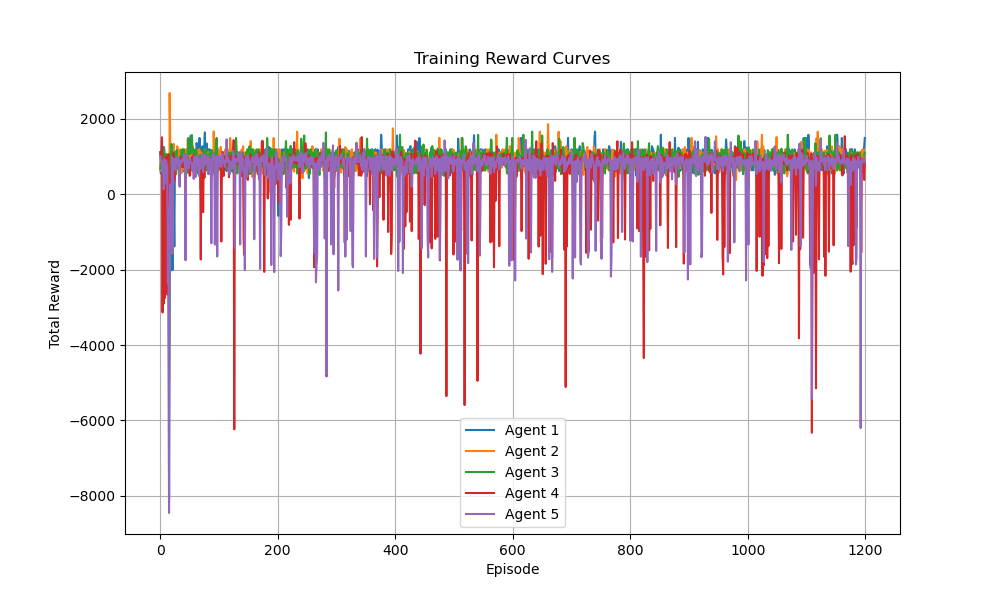 Training Reward Curves
Total Reward
2000
0
−2000
−4000
−6000
−8000
Agent 1
Agent 2
Agent 3
Agent 4
Agent 5
0 200 400 600 800 1000 1200
Episode